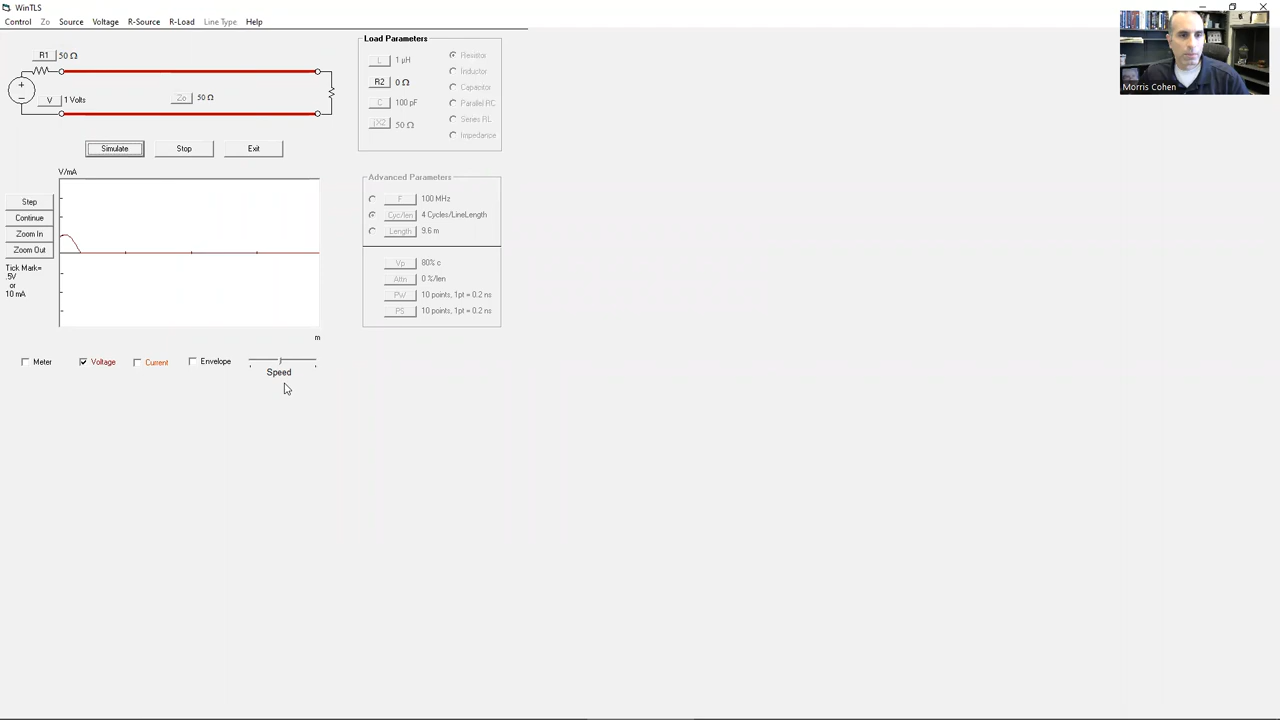 WinTLS
Control Zo Source Voltage R-Source R-Load Line Type Help
R1 50 Ω
V 1 Volts
Zo 50 Ω
Simulate Stop Exit
V/mA
Step
Continue
Zoom In
Zoom Out
Tick Mark=
.5V
or
10 mA
m
Meter Voltage Current Envelope
Speed
Load Parameters
L 1 μH
R2 0 Ω
C 100 pF
jX2 50 Ω
Resistor
Inductor
Capacitor
Parallel RC
Series RL
Impedance
Advanced Parameters
F 100 MHz
Cyc/len 4 Cycles/LineLength
Length 9.6 m
Vp 80% c
Attn 0 %/len
PW 10 points, 1pt = 0.2 ns
PS 10 points, 1pt = 0.2 ns
Morris Cohen